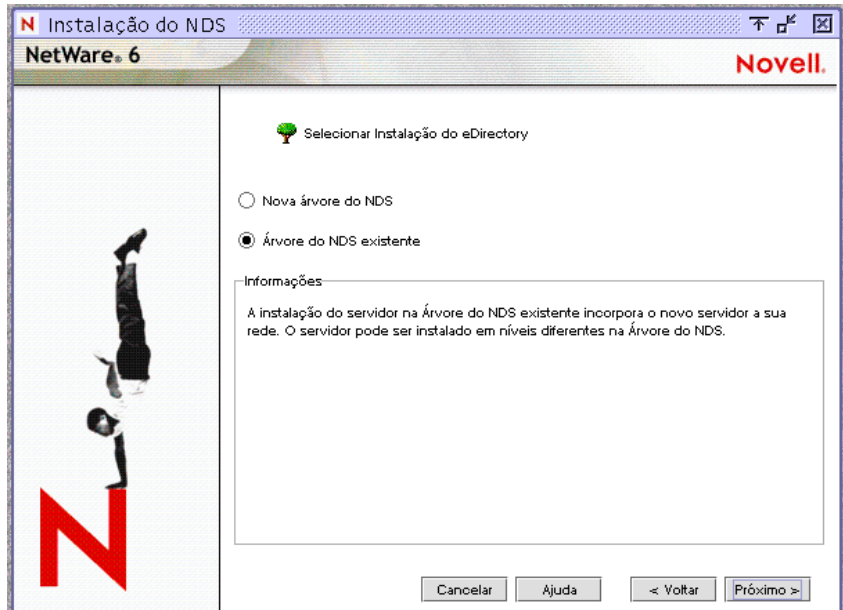 N Instalação do NDS
NetWare® 6
Novell®
Selecionar Instalação do eDirectory
Nova árvore do NDS
Árvore do NDS existente
Informações
A instalação do servidor na Árvore do NDS existente incorpora o novo servidor a sua
rede. O servidor pode ser instalado em níveis diferentes na Árvore do NDS.
N
Cancelar Ajuda < Voltar Próximo >